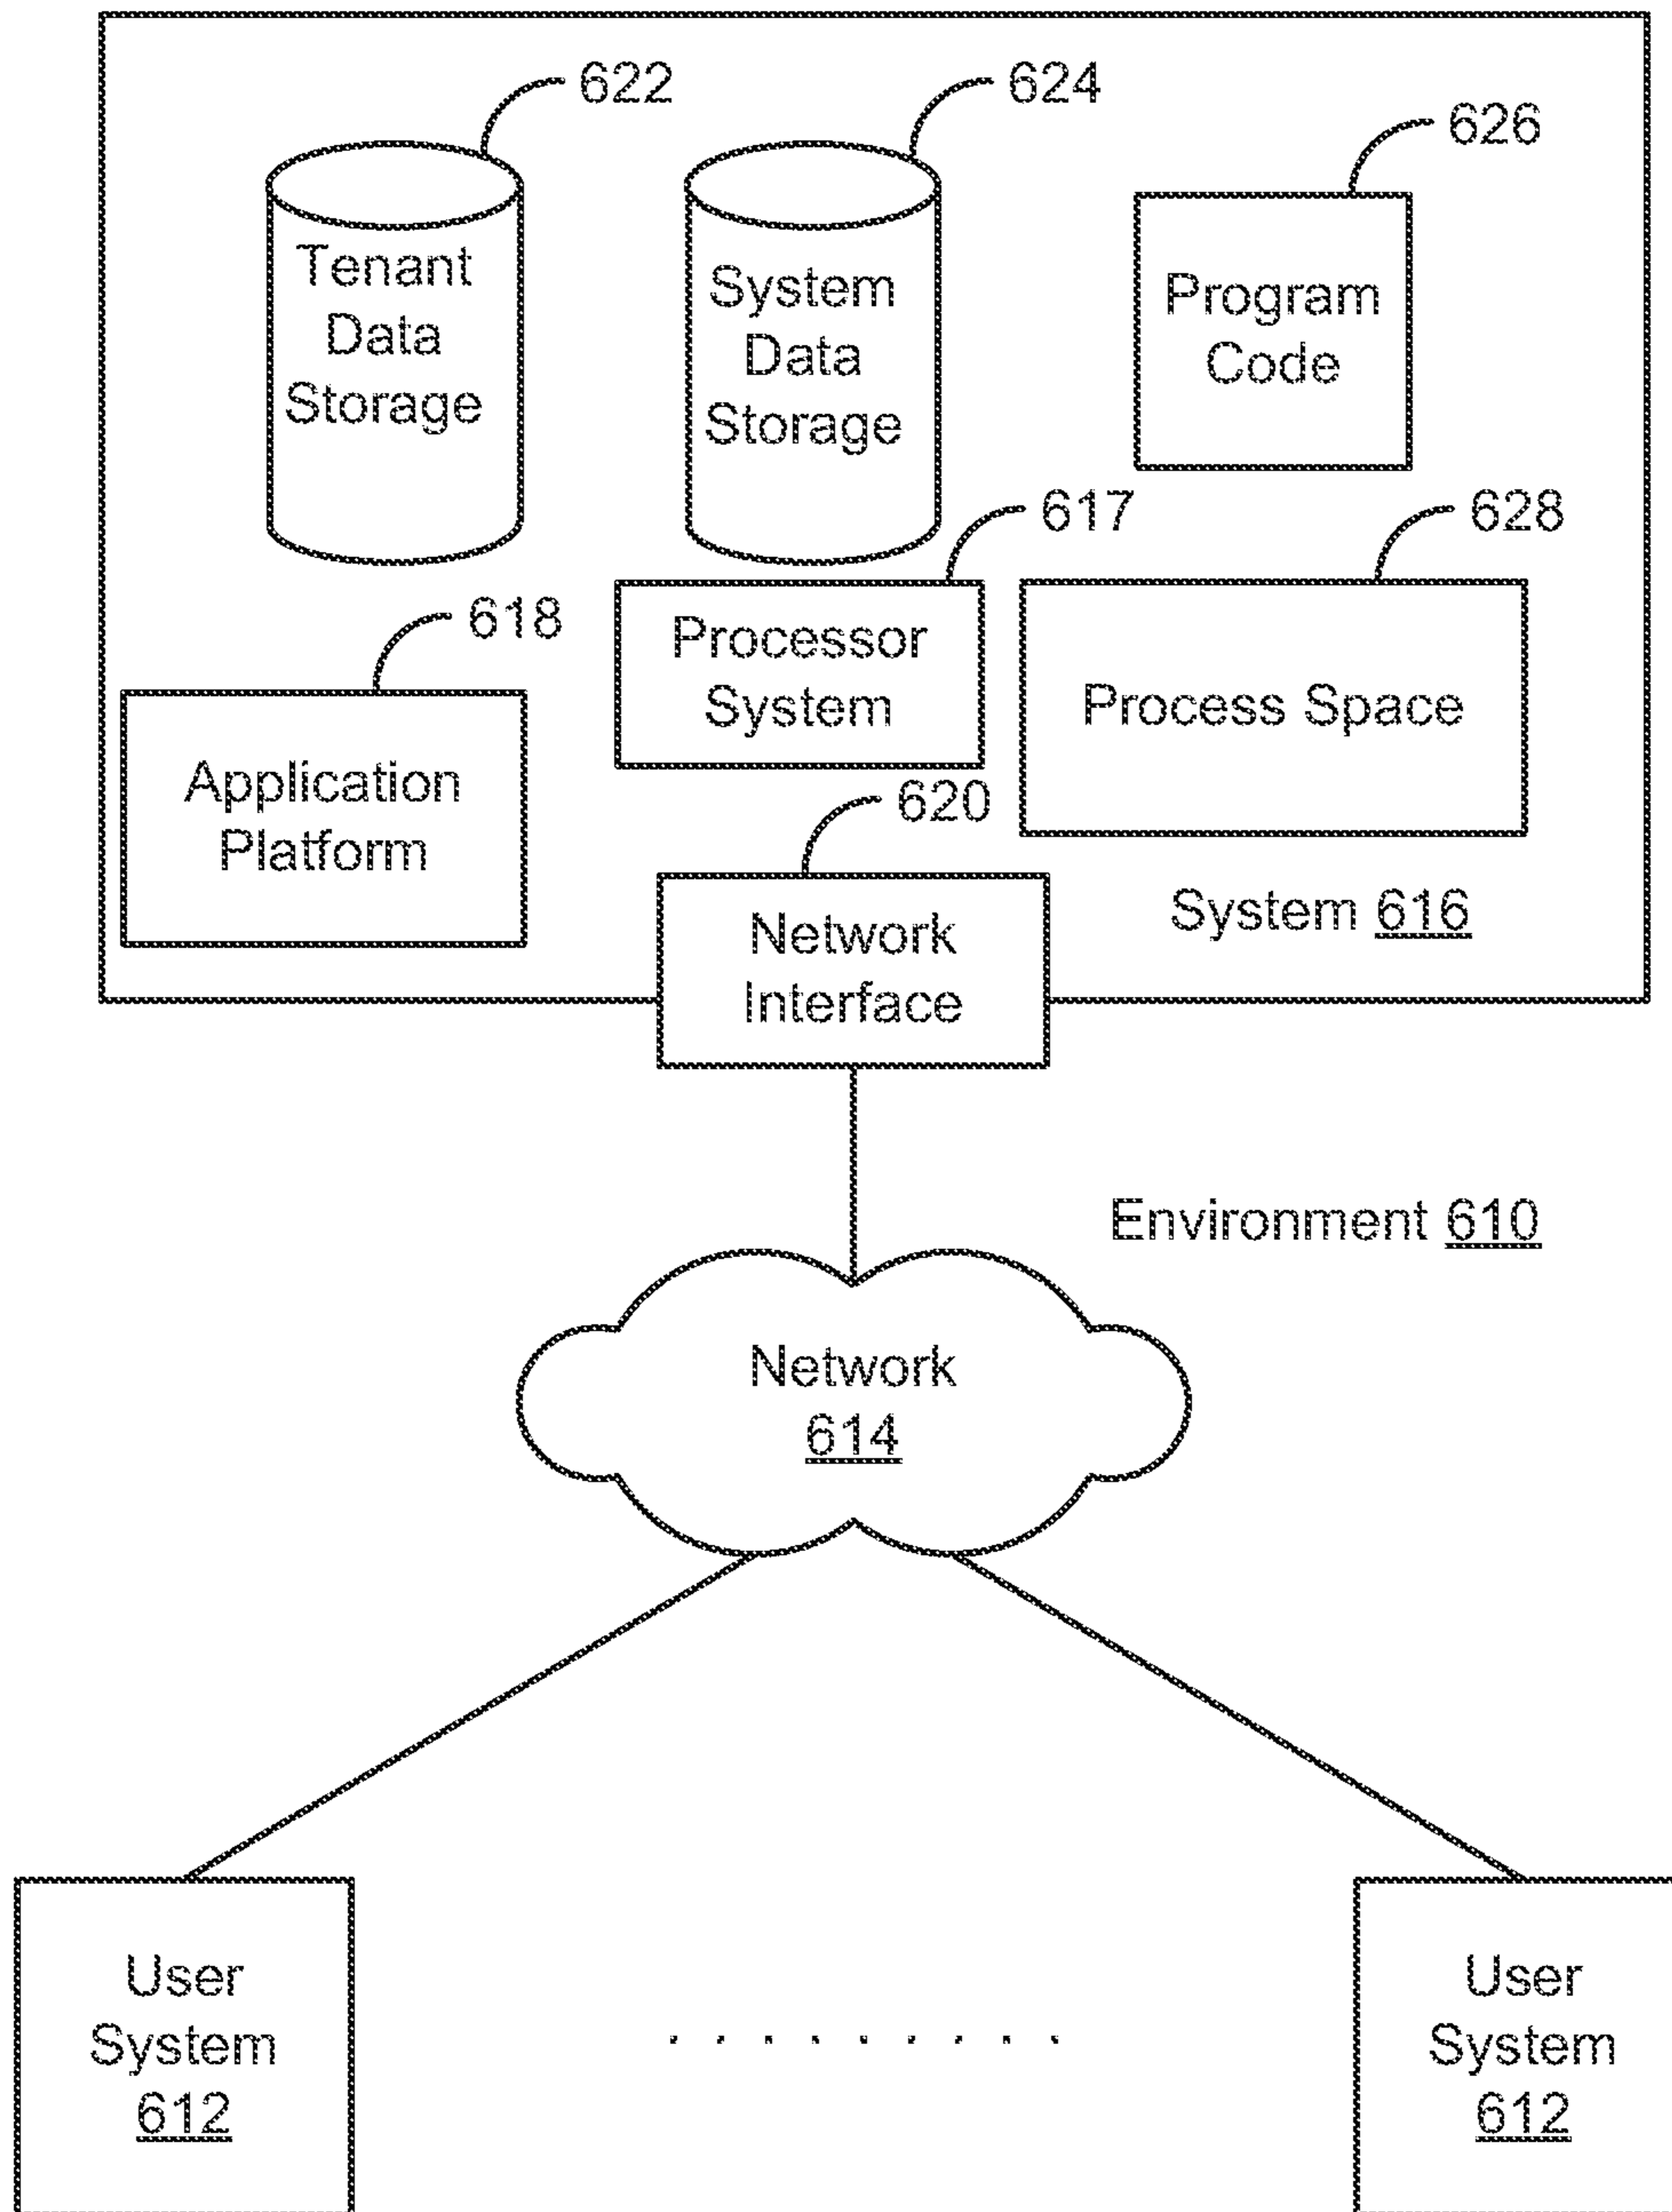 622
624
626
Tenant
Data
Storage
System
Data
Storage
Program
Code
617
628
618
Processor
System
Process Space
Application
Platform
620
Network
Interface
System 616
Environment 610
Network
614
User
System
612
User
System
612